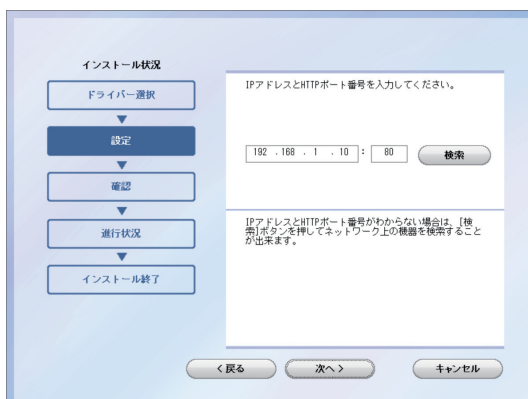 インストール状況
ドライバー選択
設定
確認
進行状況
インストール終了
IPアドレスとHTTPポート番号を入力してください。
192 .168 . 1 . 10 : 80 検索
IPアドレスとHTTPポート番号がわからない場合は、[検
索]ボタンを押してネットワーク上の機器を検索すること
が出来ます。
<戻る 次へ> キャンセル